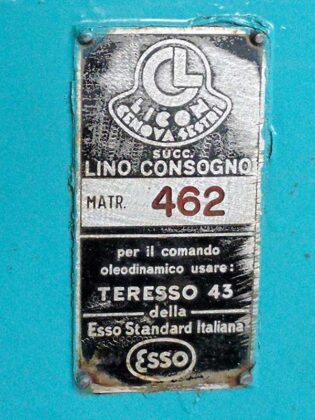 CL
LICON
GENOVA SESTRI
SUCC.
LINO CONSOGNO
MATR. 462
per il comando
oleodinamico usare:
TERESSO 43
della
Esso Standard Italiana
Esso